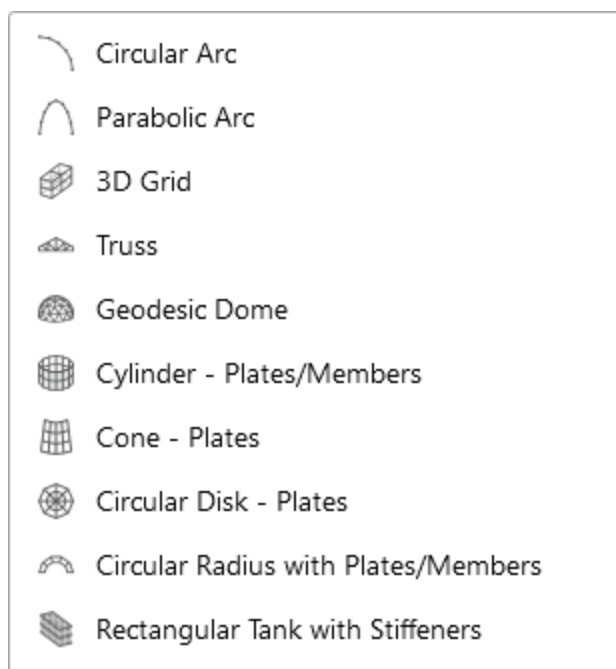 Circular Arc
Parabolic Arc
3D Grid
Truss
Geodesic Dome
Cylinder - Plates/Members
Cone - Plates
Circular Disk - Plates
Circular Radius with Plates/Members
Rectangular Tank with Stiffeners